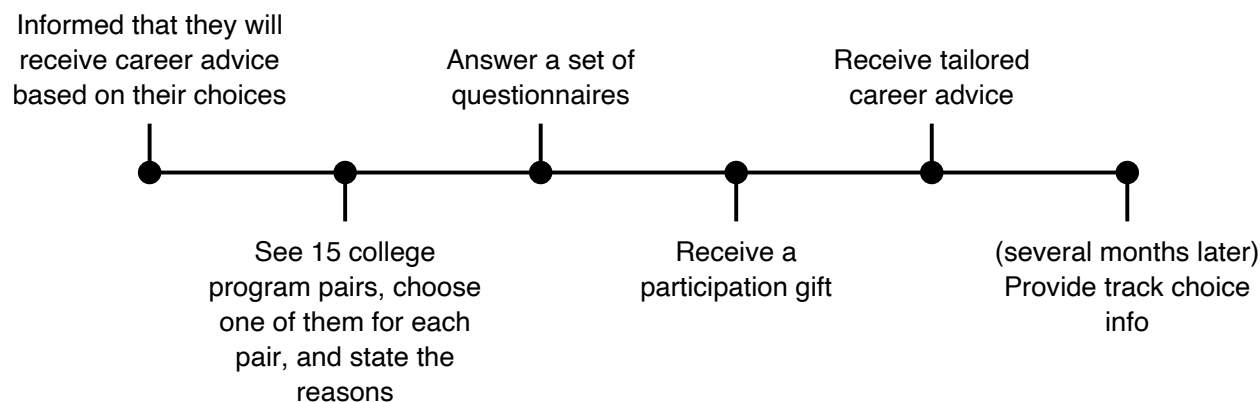 Informed that they will
receive career advice
based on their choices
See 15 college
program pairs, choose
one of them for each
pair, and state the
reasons
Answer a set of
questionnaires
Receive a
participation gift
Receive tailored
career advice
(several months later)
Provide track choice
info